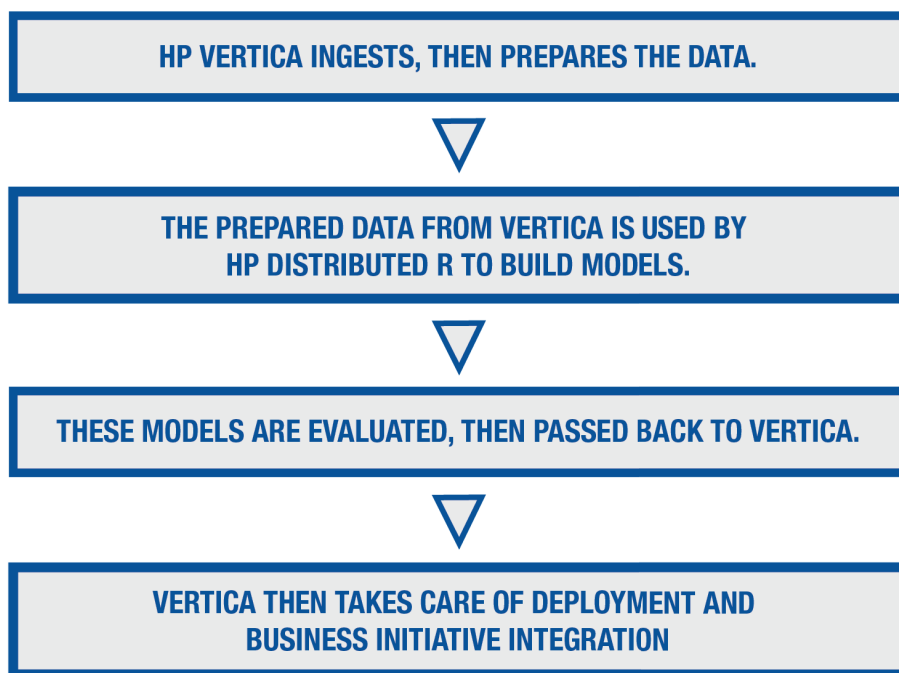 HP VERTICA INGESTS, THEN PREPARES THE DATA.
THE PREPARED DATA FROM VERTICA IS USED BY
HP DISTRIBUTED R TO BUILD MODELS.
THESE MODELS ARE EVALUATED, THEN PASSED BACK TO VERTICA.
VERTICA THEN TAKES CARE OF DEPLOYMENT AND
BUSINESS INITIATIVE INTEGRATION